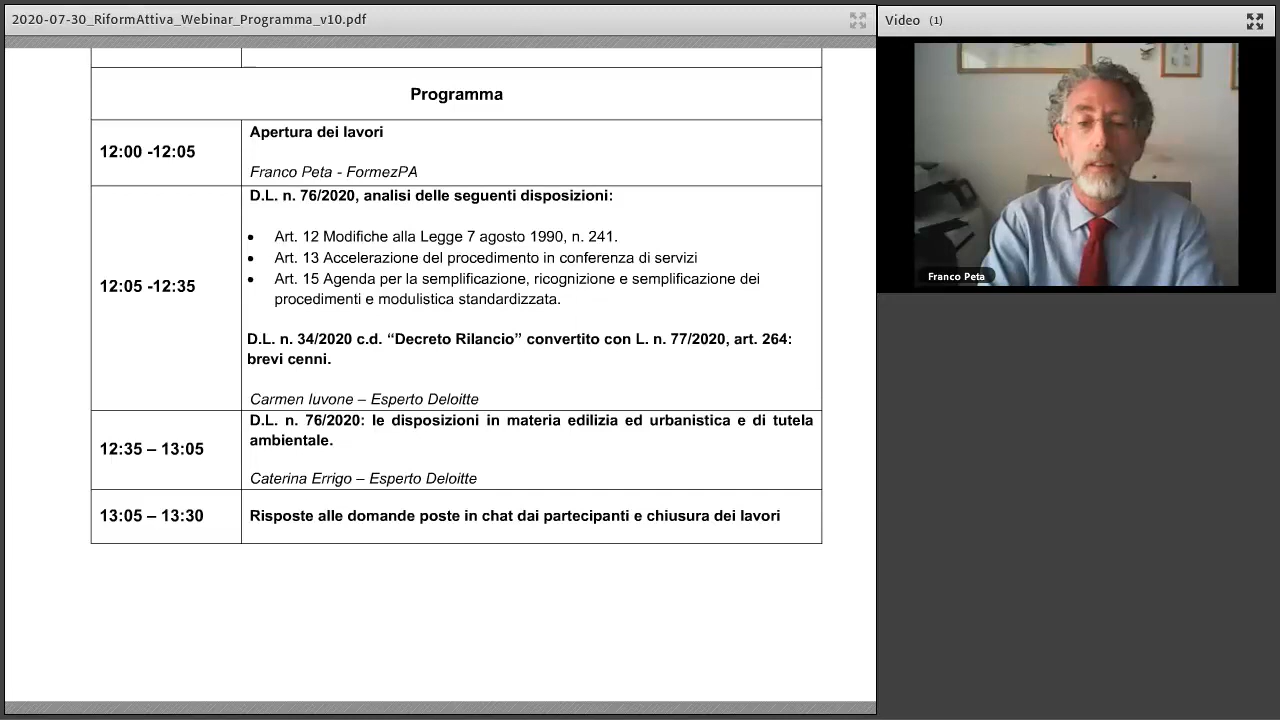 2020-07-30_RiformAttiva_Webinar_Programma_v10.pdf
Video (1)
Programma
12:00 -12:05
Apertura dei lavori
Franco Peta - FormezPA
12:05 -12:35
D.L. n. 76/2020, analisi delle seguenti disposizioni:
• Art. 12 Modifiche alla Legge 7 agosto 1990, n. 241.
• Art. 13 Accelerazione del procedimento in conferenza di servizi
• Art. 15 Agenda per la semplificazione, ricognizione e semplificazione dei
procedimenti e modulistica standardizzata.
D.L. n. 34/2020 c.d. “Decreto Rilancio” convertito con L. n. 77/2020, art. 264:
brevi cenni.
Carmen Iuvone – Esperto Deloitte
12:35 – 13:05
D.L. n. 76/2020: le disposizioni in materia edilizia ed urbanistica e di tutela
ambientale.
Caterina Errigo – Esperto Deloitte
13:05 – 13:30
Risposte alle domande poste in chat dai partecipanti e chiusura dei lavori
Franco Peta